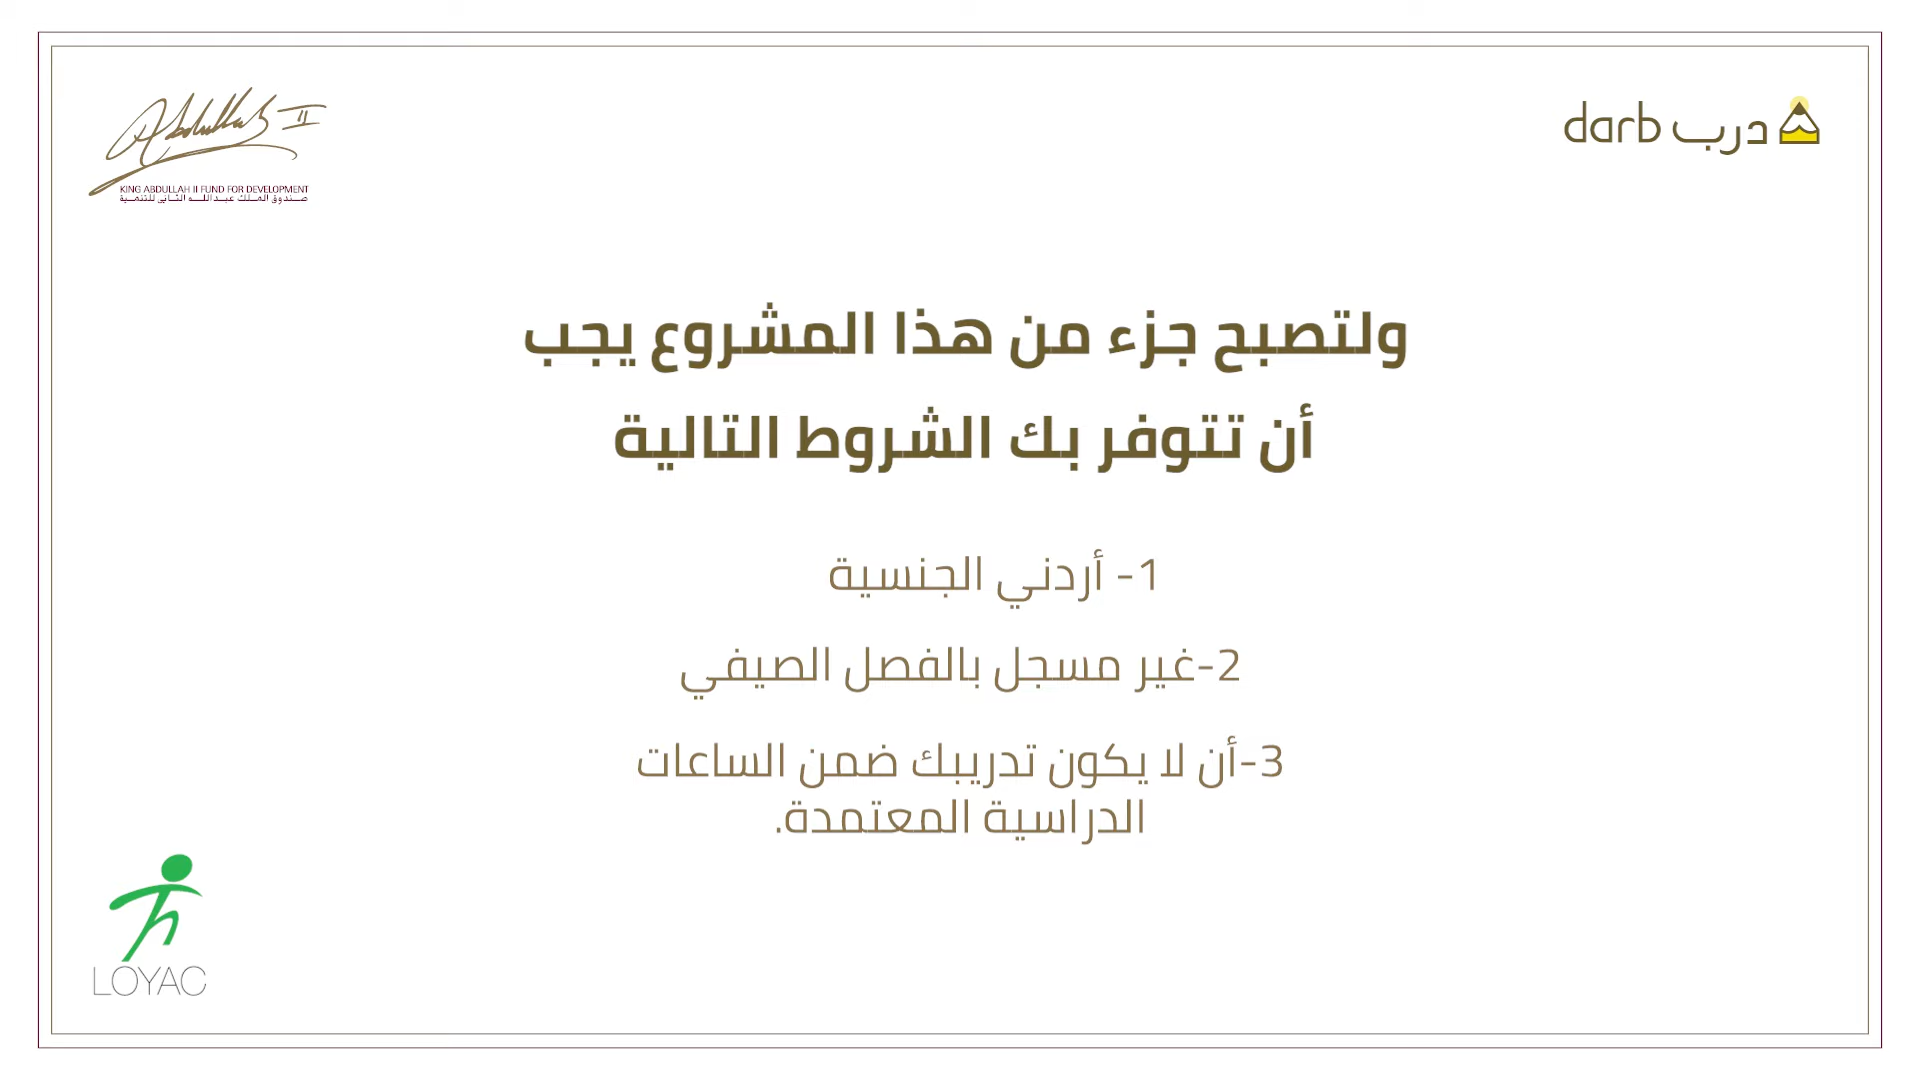 Abdullah II
KING ABDULLAH II FUND FOR DEVELOPMENT
صندوق الملك عبدالله الثاني للتنمية
darb درب
ولتصبح جزء من هذا المشروع يجب
أن تتوفر بك الشروط التالية
1- أردني الجنسية
2-غير مسجل بالفصل الصيفي
3-أن لا يكون تدريبك ضمن الساعات
الدراسية المعتمدة.
LOYAC